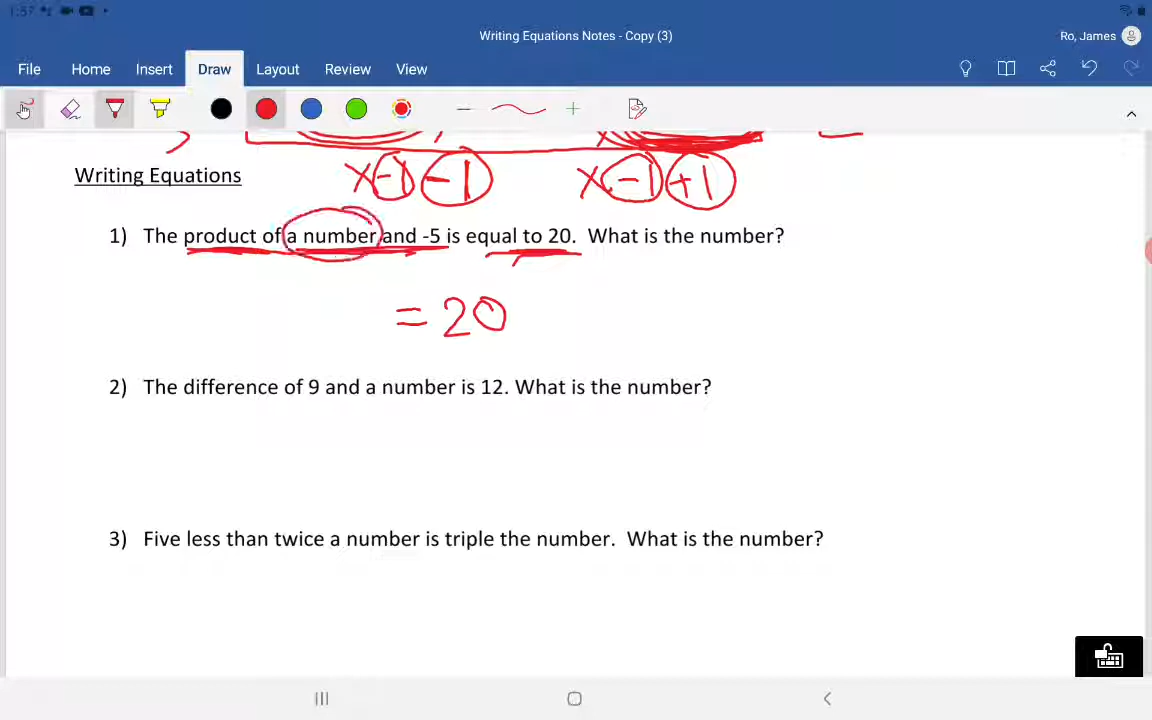 1:57
Writing Equations Notes - Copy (3)
Ro, James
File Home Insert Draw Layout Review View
x-1 -1 x-1 +1
Writing Equations
1) The product of a number and -5 is equal to 20. What is the number?
= 20
2) The difference of 9 and a number is 12. What is the number?
3) Five less than twice a number is triple the number. What is the number?